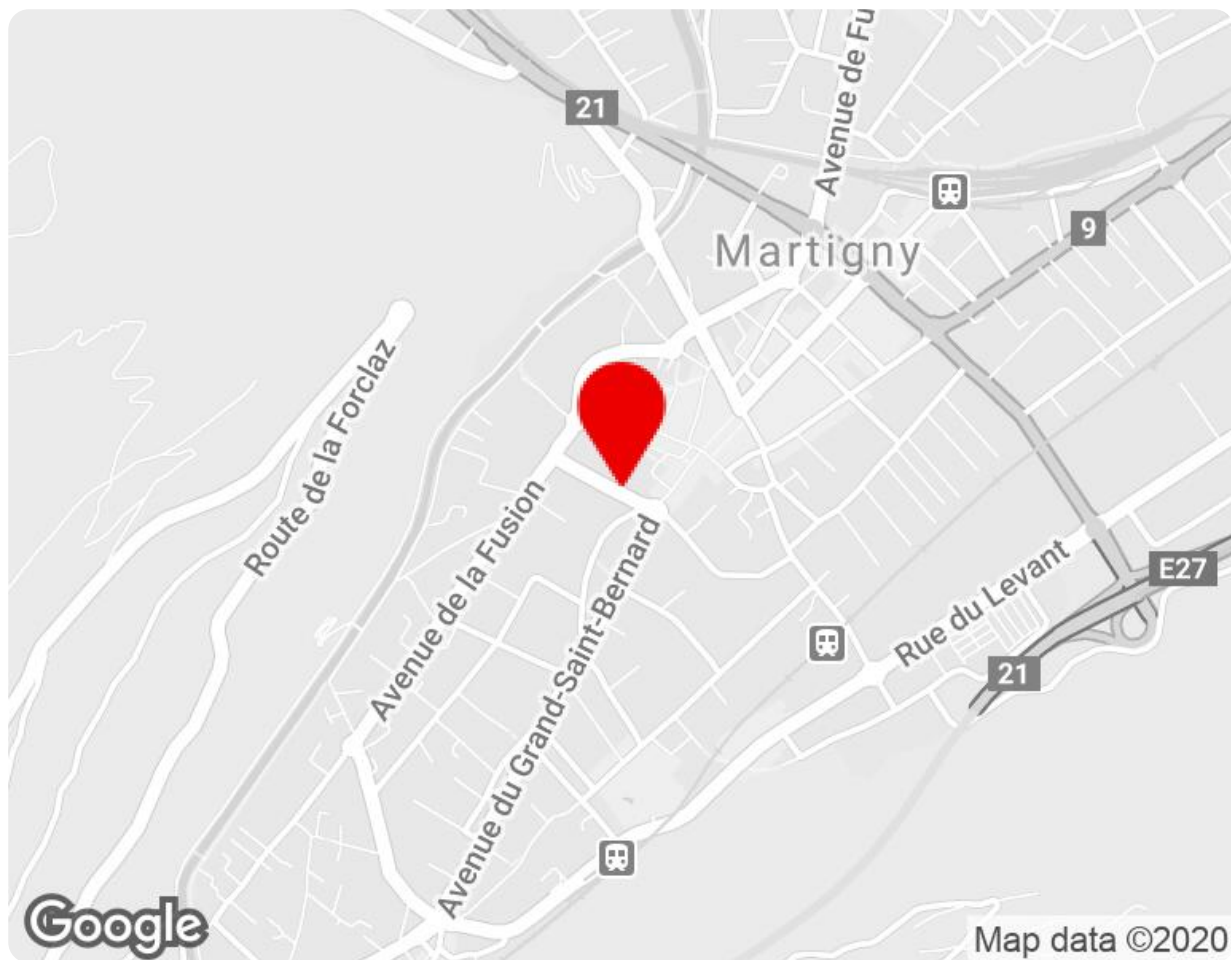 21
Avenue de Fu
9
Martigny
Route de la Forclaz
Avenue de la Fusion
Avenue du Grand-Saint-Bernard
Rue du Levant
E27
21
Google
Map data ©2020